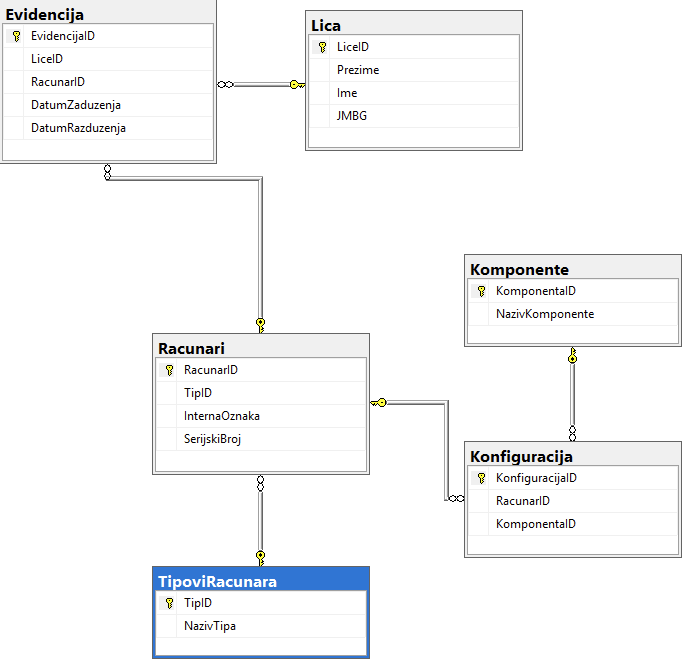 Evidencija
EvidencijaID
LiceID
RacunarID
DatumZaduzenja
DatumRazduzenja
Lica
LiceID
Prezime
Ime
JMBG
Komponente
KomponentaID
NazivKomponente
Racunari
RacunarID
TipID
InternaOznaka
SerijskiBroj
Konfiguracija
KonfiguracijaID
RacunarID
KomponentaID
TipoviRacunara
TipID
NazivTipa